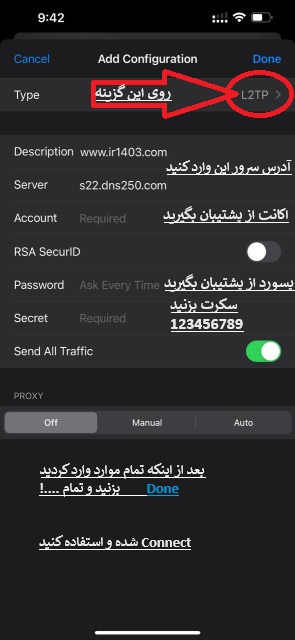 9:42
Cancel Add Configuration Done
Type روی این گزینه L2TP
Description www.ir1403.com
آدرس سرور این وارد کنید
Server s22.dns250.com
Account Required اکانت از پشتیبان بگیرید
RSA SecurID
Password Ask Every Time پسورد از پشتیبان بگیرید
سکرت بزنید
Secret Required 123456789
Send All Traffic
PROXY
Off Manual Auto
بعد از اینکه تمام موارد وارد کردید
Done بزنید و تمام ....!
Connect شده و استفاده کنید